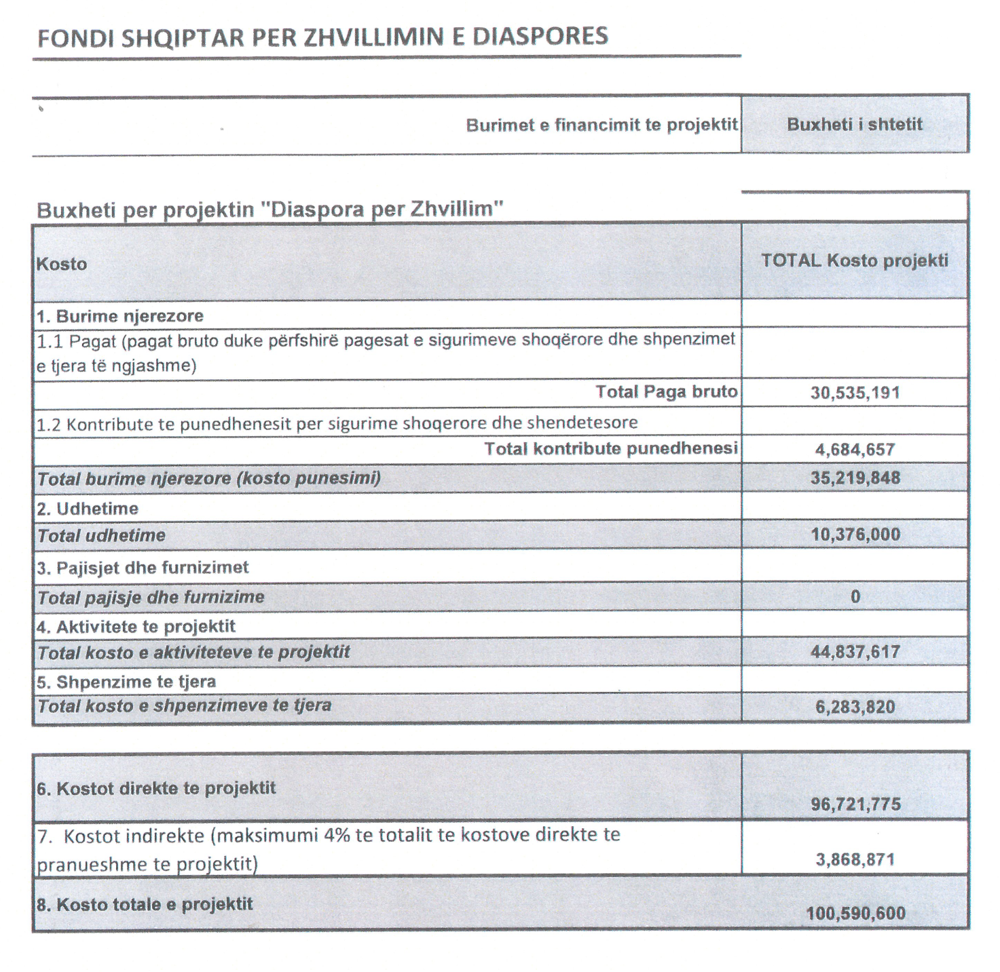 FONDI SHQIPTAR PER ZHVILLIMIN E DIASPORES
Burimet e financimit te projektit Buxheti i shtetit
Buxheti per projektin "Diaspora per Zhvillim"
Kosto TOTAL Kosto projekti
1. Burime njerezore
1.1 Pagat (pagat bruto duke përfshirë pagesat e sigurimeve shoqërore dhe shpenzimet
e tjera të ngjashme)
Total Paga bruto 30,535,191
1.2 Kontribute te punedhenesit per sigurime shoqerore dhe shendetesore
Total kontribute punedhenesi 4,684,657
Total burime njerezore (kosto punesimi) 35,219,848
2. Udhetime
Total udhetime 10,376,000
3. Pajisjet dhe furnizimet
Total pajisje dhe furnizime 0
4. Aktivitete te projektit
Total kosto e aktiviteteve te projektit 44,837,617
5. Shpenzime te tjera
Total kosto e shpenzimeve te tjera 6,283,820
6. Kostot direkte te projektit 96,721,775
7. Kostot indirekte (maksimumi 4% te totalit te kostove direkte te
pranueshme te projektit) 3,868,871
8. Kosto totale e projektit 100,590,600